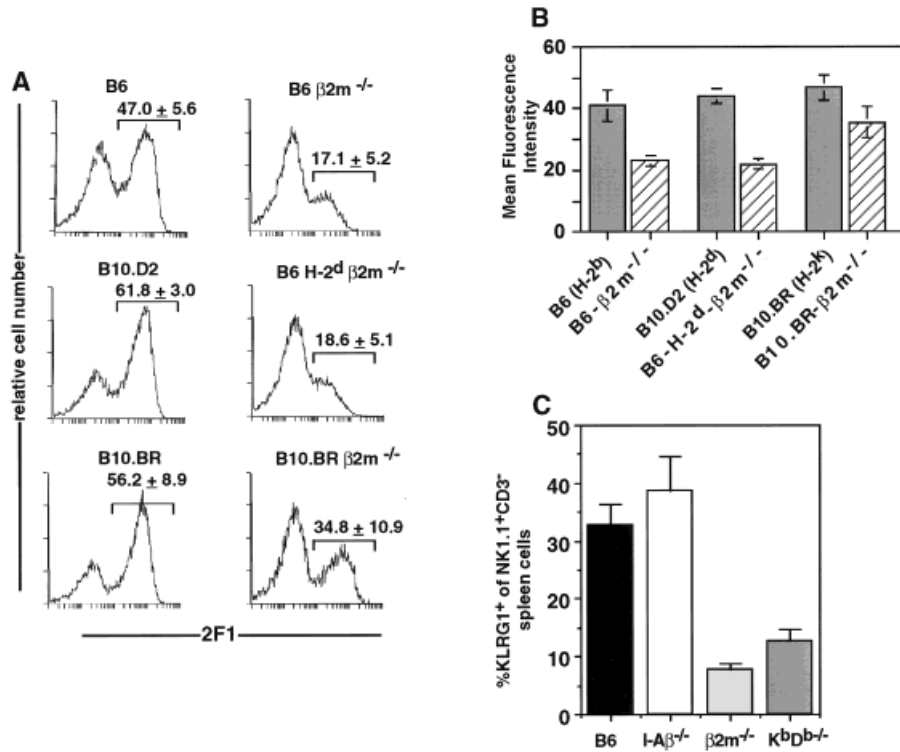 A
relative cell number
B6
47.0 ± 5.6
B6 β2m -/-
17.1 ± 5.2
B10.D2
61.8 ± 3.0
B6 H-2d β2m-/-
18.6 ± 5.1
B10.BR
56.2 ± 8.9
B10.BR β2m-/-
34.8 ± 10.9
2F1
B
Mean Fluorescence
Intensity
60
40
20
0
B6 (H-2b)
B6 - β2m -/-
B10.D2 (H-2d)
B6 - H-2d - β2m -/-
B10.BR (H-2k)
B10.BR- β2m -/-
C
%KLRG1+ of NK1.1+CD3-
spleen cells
50
40
30
20
10
0
B6
I-Aβ-/-
β2m-/-
KbDb-/-